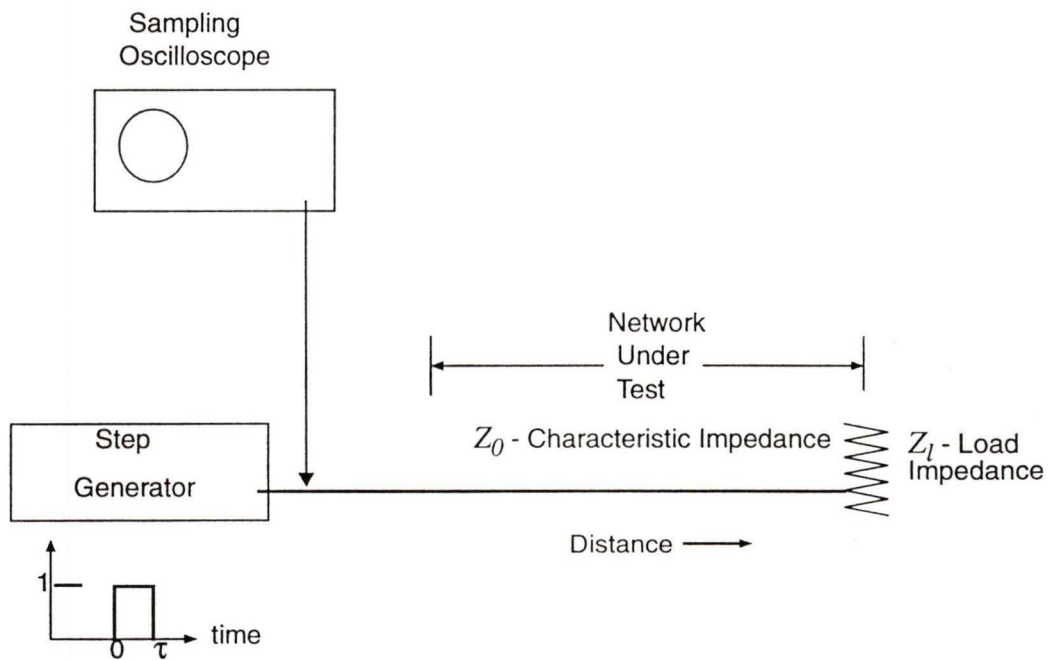 Sampling
Oscilloscope
Network
Under
Test
Step
Generator
Z0 - Characteristic Impedance
Zl - Load
Impedance
Distance
1
0 τ time